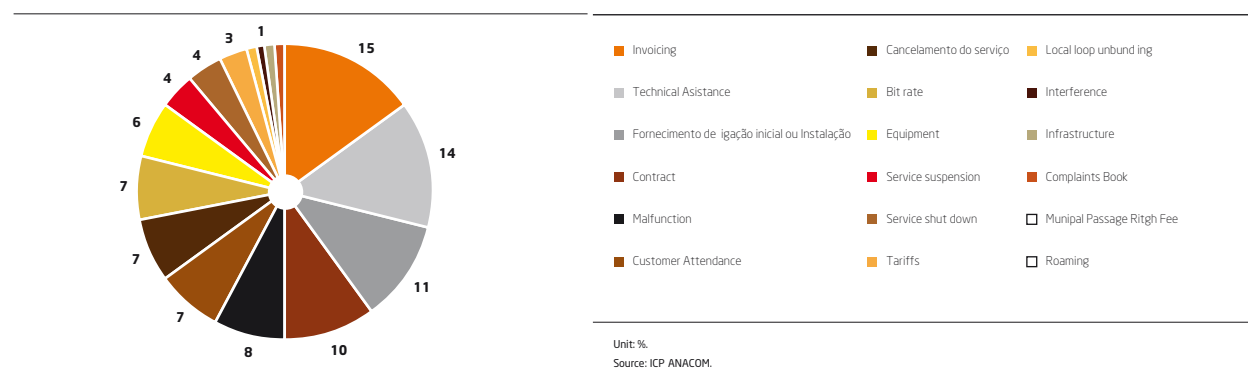 1
3
15
4
4
6
14
7
7
11
7
8
10
Invoicing
Technical Asistance
Fornecimento de igação inicial ou Instalação
Contract
Malfunction
Customer Attendance
Cancelamento do serviço
Bit rate
Equipment
Service suspension
Service shut down
Tariffs
Local loop unbund ing
Interference
Infrastructure
Complaints Book
Munipal Passage Ritgh Fee
Roaming
Unit: %.
Source: ICP ANACOM.